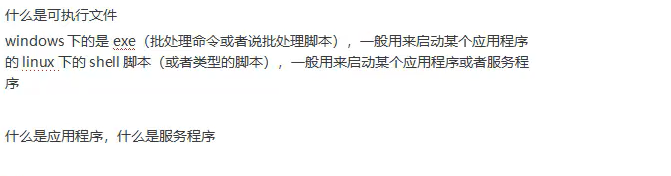 什么是可执行文件
windows 下的是 exe（批处理命令或者说批处理脚本），一般用来启动某个应用程序
的 linux 下的 shell 脚本（或者类型的脚本），一般用来启动某个应用程序或者服务程
序
什么是应用程序，什么是服务程序